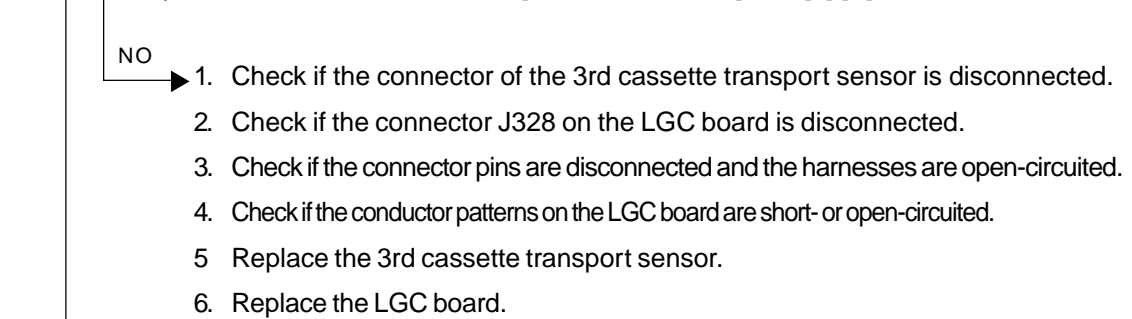 NO
1. Check if the connector of the 3rd cassette transport sensor is disconnected.
2. Check if the connector J328 on the LGC board is disconnected.
3. Check if the connector pins are disconnected and the harnesses are open-circuited.
4. Check if the conductor patterns on the LGC board are short- or open-circuited.
5 Replace the 3rd cassette transport sensor.
6. Replace the LGC board.